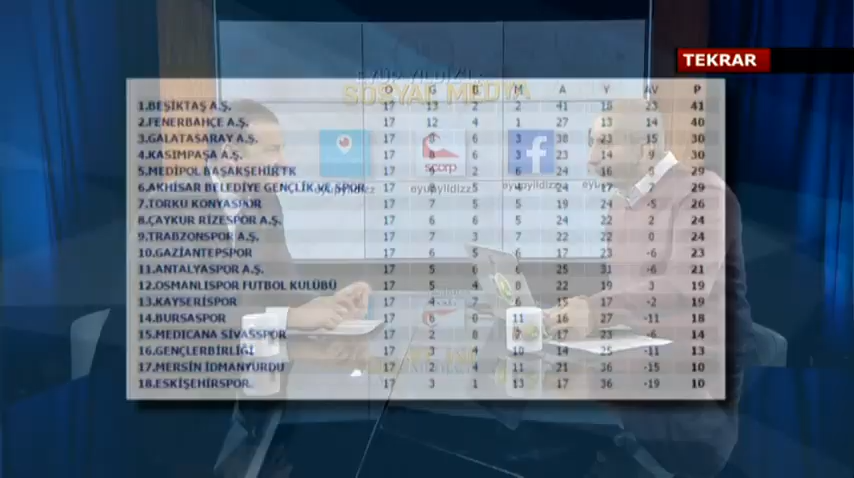 TEKRAR
EYÜP YILDIZ'LA
SOSYAL MEDYA
O G B M A Y AV P
1.BEŞİKTAŞ A.Ş. 17 13 2 2 41 18 23 41
2.FENERBAHÇE A.Ş. 17 12 4 1 27 13 14 40
3.GALATASARAY A.Ş. 17 8 6 3 38 23 15 30
4.KASIMPAŞA A.Ş. 17 8 6 3 23 14 9 30
5.MEDİPOL BAŞAKŞEHİR FK 17 2 24 16 8 29
6.AKHİSAR BELEDİYE GENÇLİK VE SPOR 17 5 4 24 17 29
7.TORKU KONYASPOR 17 7 5 5 19 24 -5 26
8.ÇAYKUR RİZESPOR A.Ş. 17 6 6 5 24 22 2 24
9.TRABZONSPOR A.Ş. 17 7 3 7 22 22 0 24
10.GAZİANTEPSPOR 17 6 5 6 17 23 -6 23
11.ANTALYASPOR A.Ş. 17 5 6 6 25 31 -6 21
12.OSMANLISPOR FUTBOL KULÜBÜ 17 5 4 22 19 3 19
13.KAYSERİSPOR 17 4 7 6 15 17 -2 19
14.BURSASPOR 17 6 0 11 16 27 -11 18
15.MEDICANA SİVASSPOR 17 2 8 7 17 23 -6 14
16.GENÇLERBİRLİĞİ 17 3 4 10 14 25 -11 13
17.MERSİN İDMANYURDU 17 2 4 11 21 36 -15 10
18.ESKİŞEHİRSPOR 17 3 1 13 17 36 -19 10
scorp
eyupyildizz
eyupyildizz
eyupyildizz